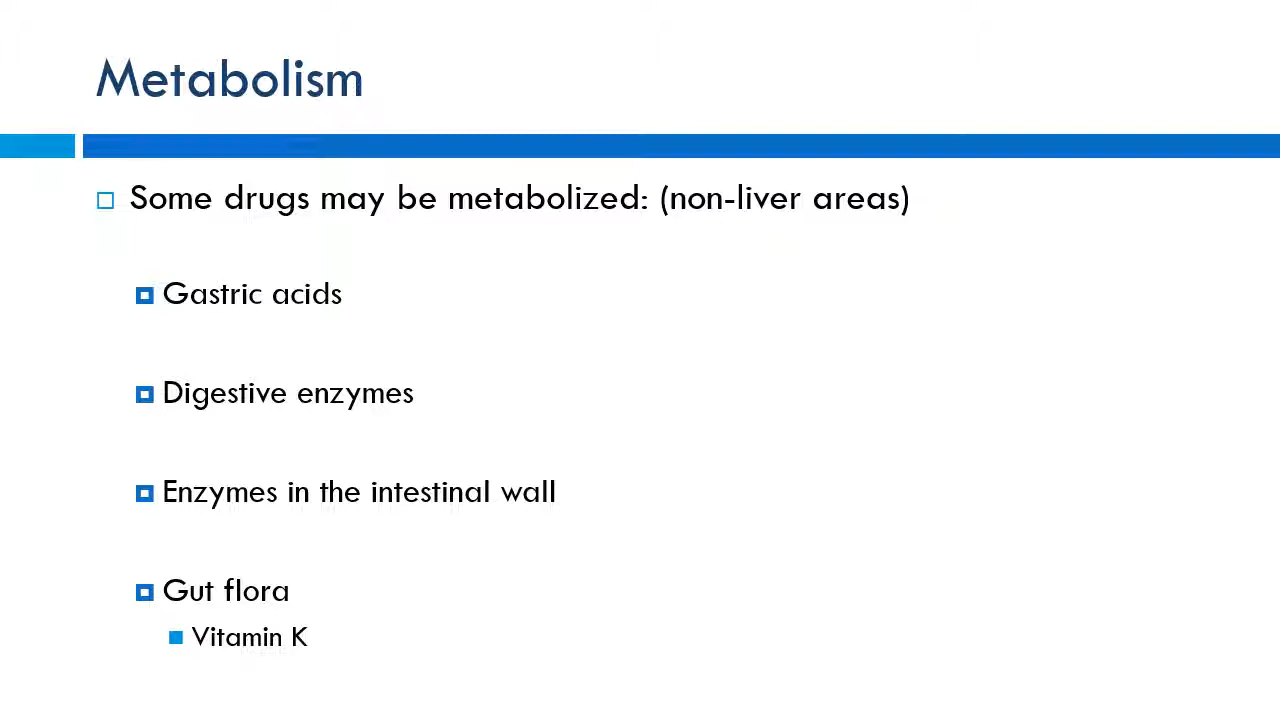 Metabolism
Some drugs may be metabolized: (non-liver areas)
Gastric acids
Digestive enzymes
Enzymes in the intestinal wall
Gut flora
Vitamin K